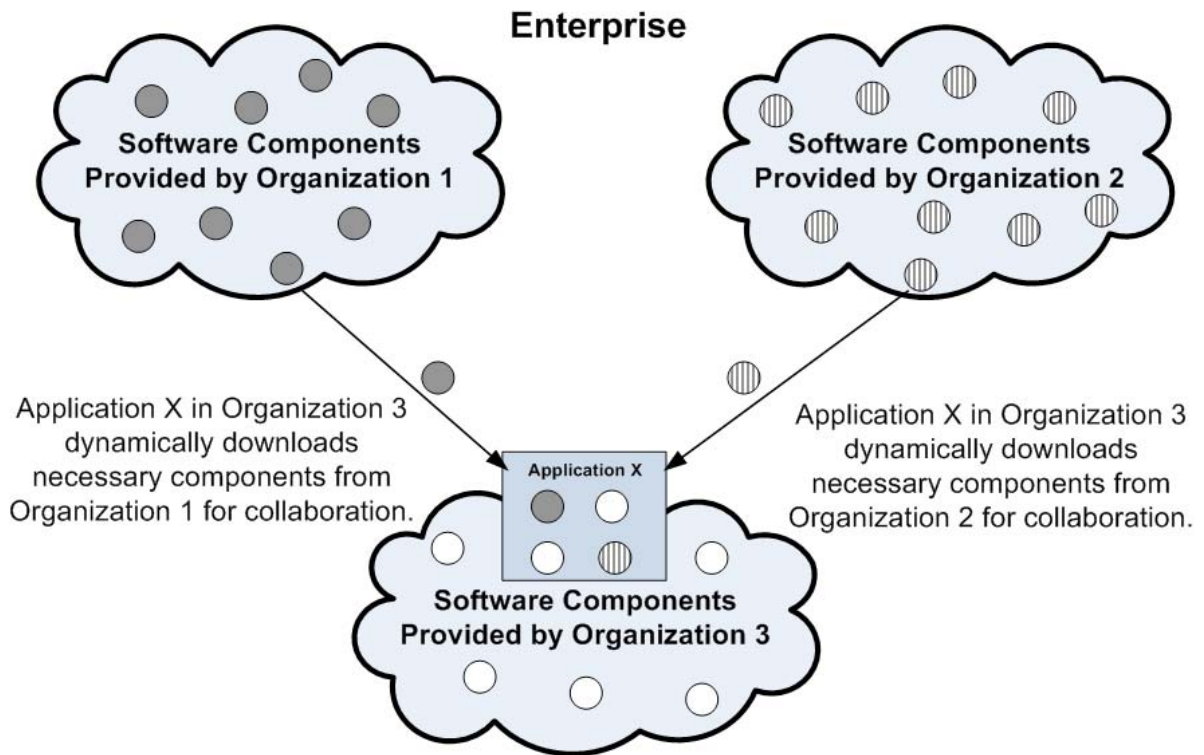 Enterprise
Software Components
Provided by Organization 1
Software Components
Provided by Organization 2
Application X in Organization 3
dynamically downloads
necessary components from
Organization 1 for collaboration.
Application X in Organization 3
dynamically downloads
necessary components from
Organization 2 for collaboration.
Application X
Software Components
Provided by Organization 3